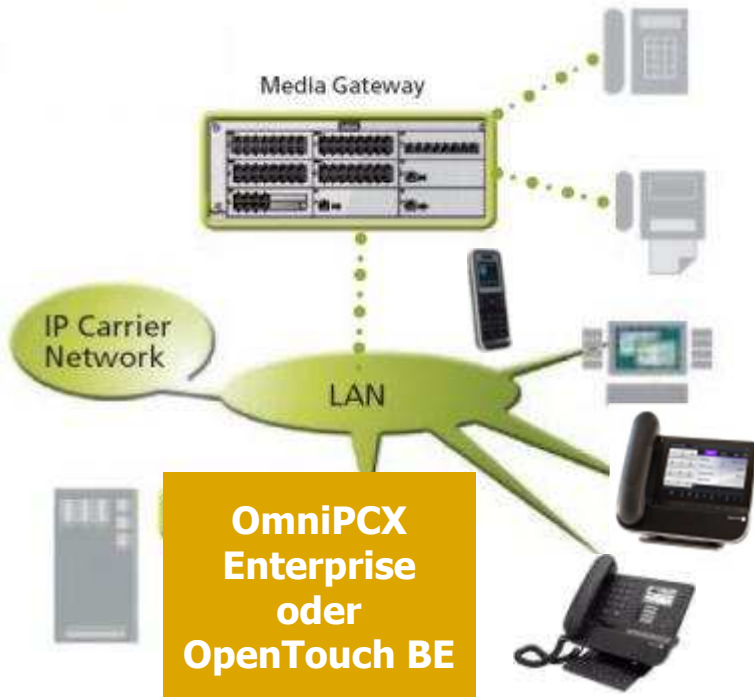 Media Gateway
IP Carrier
Network
LAN
OmniPCX
Enterprise
oder
OpenTouch BE